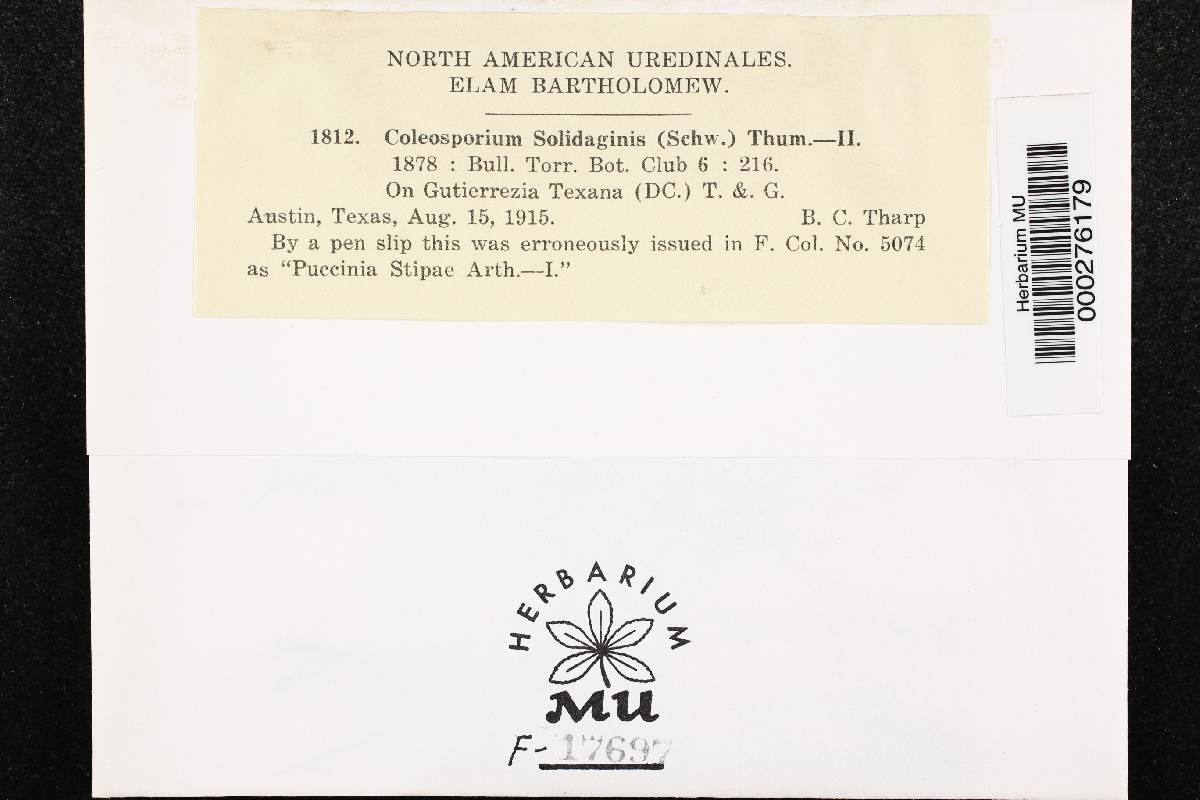 NORTH AMERICAN UREDINALES.
ELAM BARTHOLOMEW.
1812. Coleosporium Solidaginis (Schw.) Thum.—II.
1878 : Bull. Torr. Bot. Club 6 : 216.
On Gutierrezia Texana (DC.) T. &. G.
Austin, Texas, Aug. 15, 1915. B. C. Tharp
By a pen slip this was erroneously issued in F. Col. No. 5074
as “Puccinia Stipae Arth.—I.”
Herbarium MU
000276179
HERBARIUM
MU
F-17697